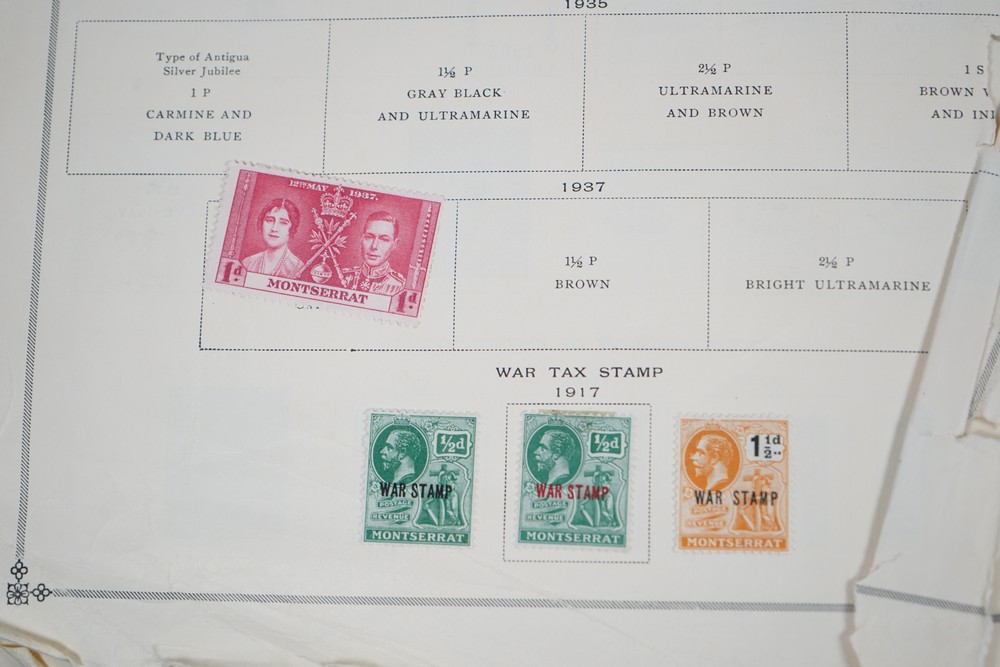 1935
Type of Antigua
Silver Jubilee
1 P
CARMINE AND
DARK BLUE
1½ P
GRAY BLACK
AND ULTRAMARINE
2½ P
ULTRAMARINE
AND BROWN
1 S
BROWN
AND
1937
12TH MAY 1937.
1d
MONTSERRAT
1d
1½ P
BROWN
2½ P
BRIGHT ULTRAMARINE
WAR TAX STAMP
1917
½d
WAR STAMP
POSTAGE
REVENUE
MONTSERRAT
½d
WAR STAMP
POSTAGE
REVENUE
MONTSERRAT
1½d
WAR STAMP
POSTAGE
REVENUE
MONTSERRAT